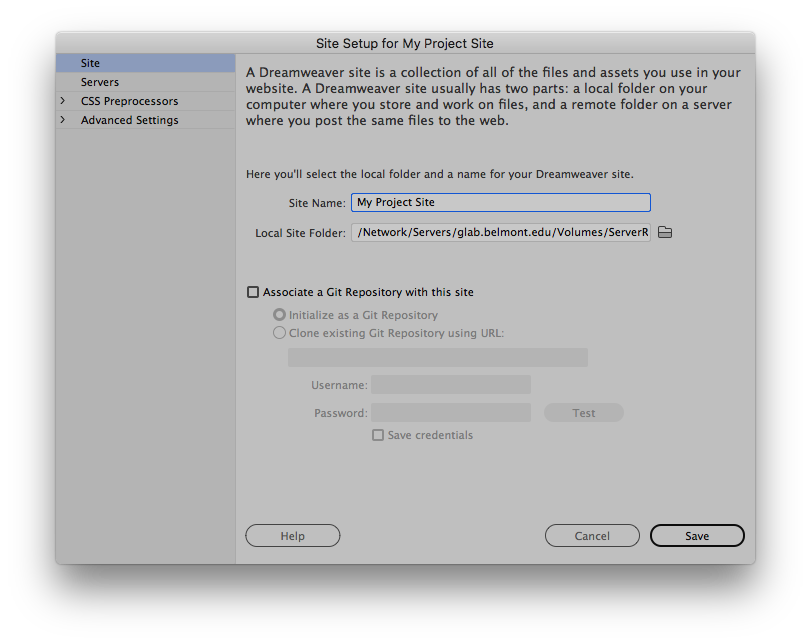 Site Setup for My Project Site
Site
Servers
CSS Preprocessors
Advanced Settings
A Dreamweaver site is a collection of all of the files and assets you use in your
website. A Dreamweaver site usually has two parts: a local folder on your
computer where you store and work on files, and a remote folder on a server
where you post the same files to the web.
Here you'll select the local folder and a name for your Dreamweaver site.
Site Name: My Project Site
Local Site Folder: /Network/Servers/glab.belmont.edu/Volumes/ServerR
Associate a Git Repository with this site
Initialize as a Git Repository
Clone existing Git Repository using URL:
Username:
Password: Test
Save credentials
Help Cancel Save